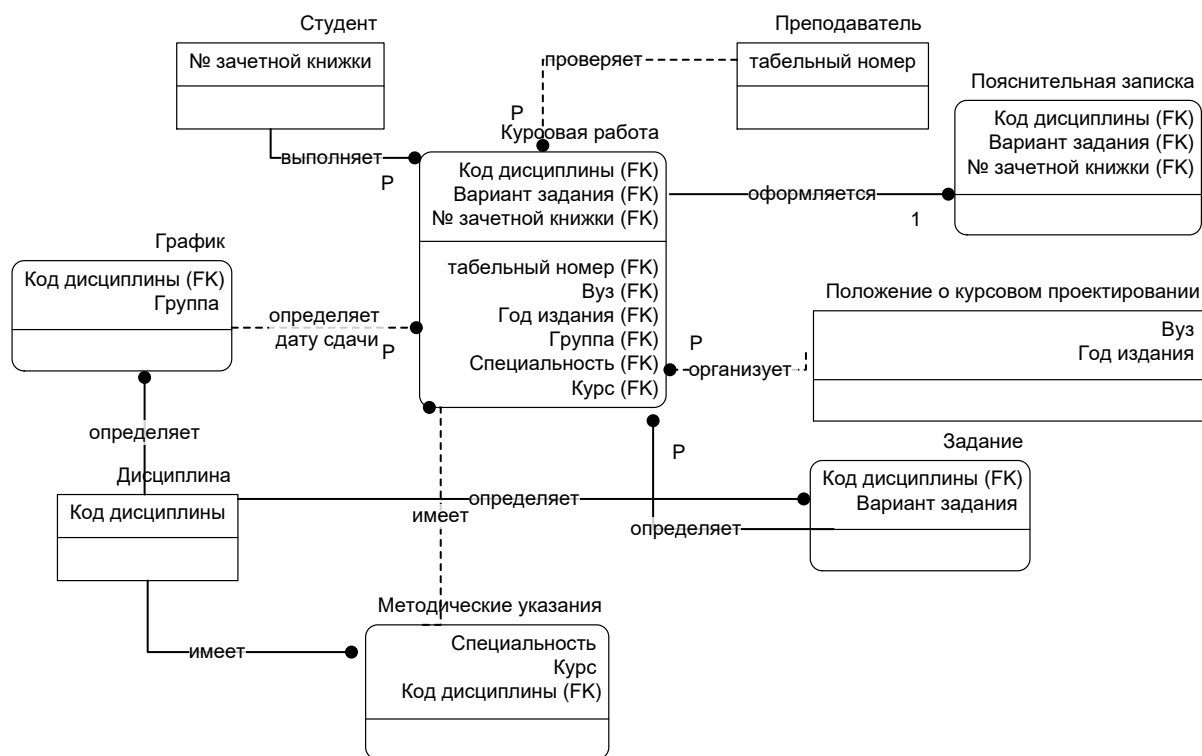 Студент
№ зачетной книжки
Преподаватель
табельный номер
проверяет
P
Пояснительная записка
Код дисциплины (FK)
Вариант задания (FK)
№ зачетной книжки (FK)
выполняет
P
Курсовая работа
Код дисциплины (FK)
Вариант задания (FK)
№ зачетной книжки (FK)
табельный номер (FK)
Вуз (FK)
Год издания (FK)
Группа (FK)
Специальность (FK)
Курс (FK)
оформляется
1
График
Код дисциплины (FK)
Группа
определяет
дату сдачи
P
Положение о курсовом проектировании
Вуз
Год издания
P
организует
определяет
Дисциплина
Код дисциплины
определяет
имеет
P
определяет
Задание
Код дисциплины (FK)
Вариант задания
имеет
Методические указания
Специальность
Курс
Код дисциплины (FK)